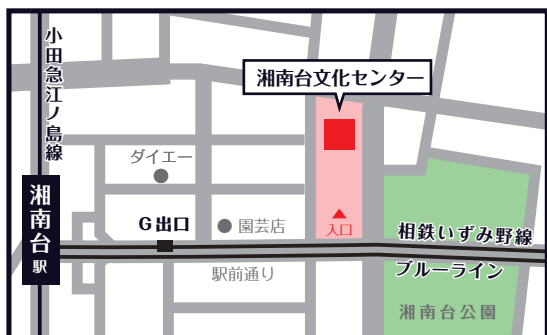 小田急江ノ島線
湘南台文化センター
ダイエー
湘南台駅
G出口
園芸店
入口
相鉄いずみ野線
駅前通り
ブルーライン
湘南台公園